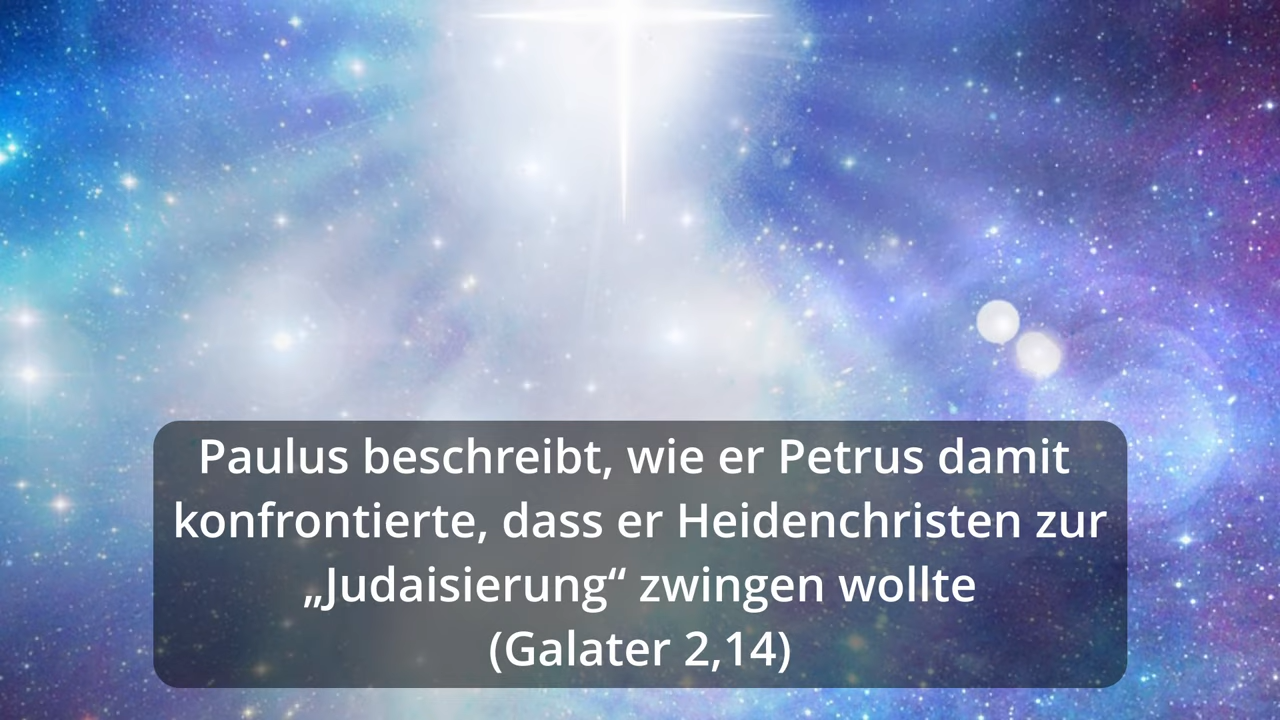 Paulus beschreibt, wie er Petrus damit
konfrontierte, dass er Heidenchristen zur
„Judaisierung“ zwingen wollte
(Galater 2,14)